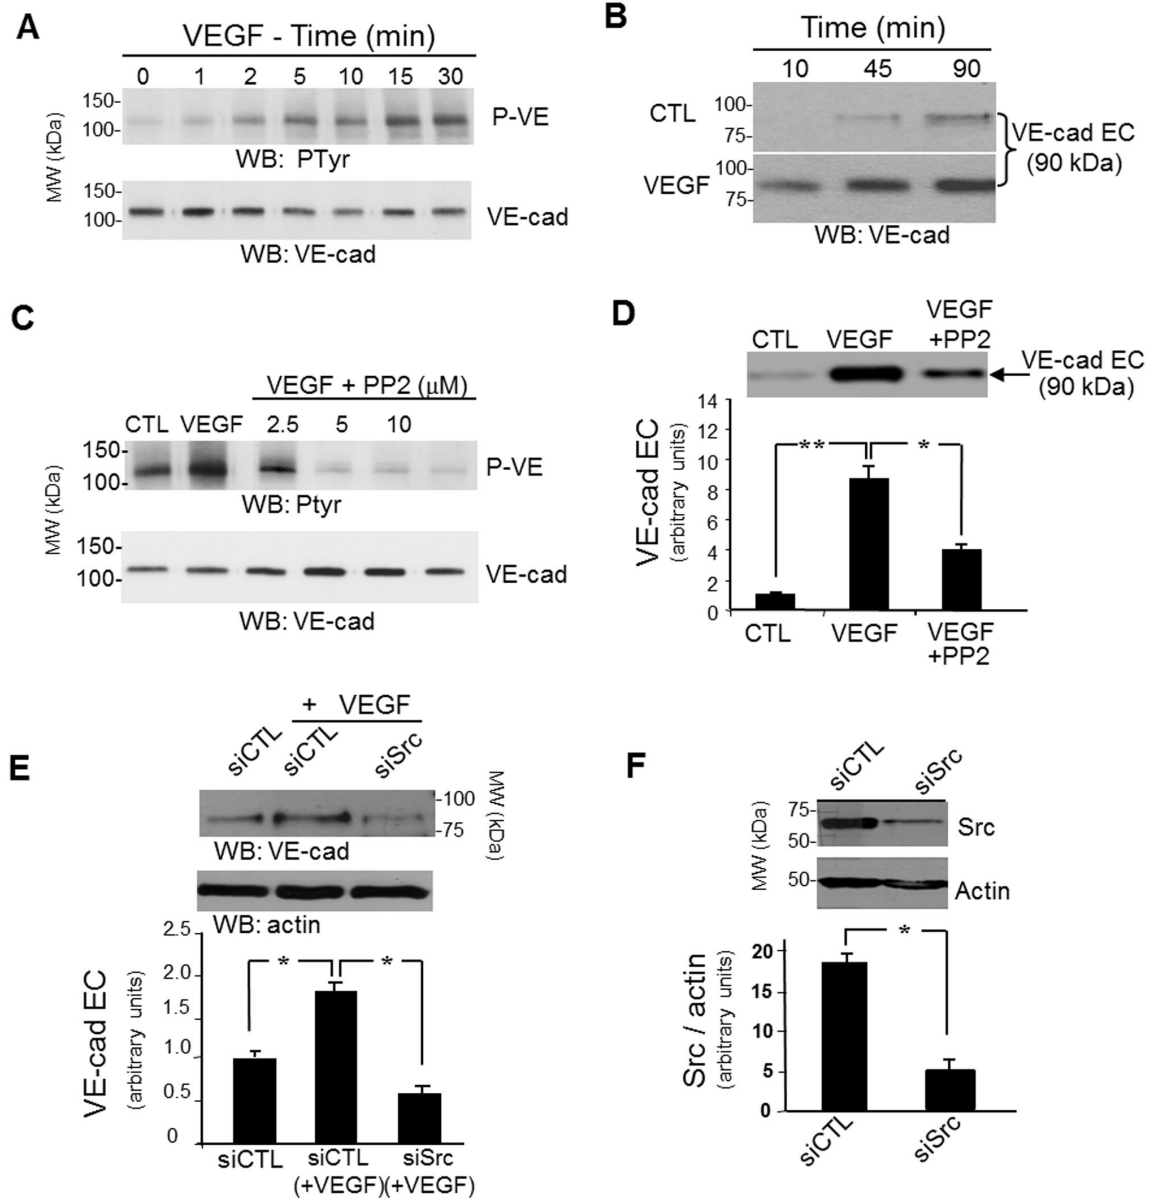 A
VEGF - Time (min)
0 1 2 5 10 15 30
MW (kDa)
150-
100-
P-VE
WB: PTyr
150-
100-
VE-cad
WB: VE-cad
B
Time (min)
10 45 90
CTL
100-
75-
VEGF
100-
75-
VE-cad EC
(90 kDa)
WB: VE-cad
C
VEGF + PP2 (μM)
CTL VEGF 2.5 5 10
MW (kDa)
150-
100-
P-VE
WB: Ptyr
150-
100-
VE-cad
WB: VE-cad
D
CTL VEGF VEGF
+PP2
VE-cad EC
(90 kDa)
VE-cad EC
(arbitrary units)
14
12
10
8
6
4
2
0
** *
CTL VEGF VEGF
+PP2
E
+ VEGF
siCTL siCTL siSrc
-100
-75
MW (kDa)
WB: VE-cad
WB: actin
VE-cad EC
(arbitrary units)
2.5
2.0
1.5
1.0
0.5
0
* *
siCTL siCTL siSrc
(+VEGF) (+VEGF)
F
siCTL siSrc
MW (kDa)
75-
50-
Src
50-
Actin
Src / actin
(arbitrary units)
20
15
10
5
0
*
siCTL siSrc